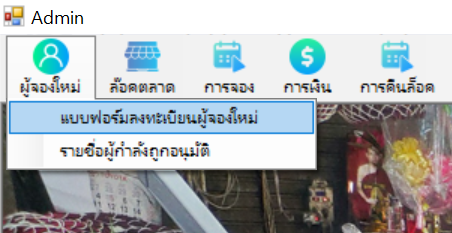 Admin
ผู้จองใหม่ ล๊อคตลาด การจอง การเงิน การคืนล็อค
แบบฟอร์มลงทะเบียนผู้จองใหม่
รายชื่อผู้กำลังถูกอนุมัติ